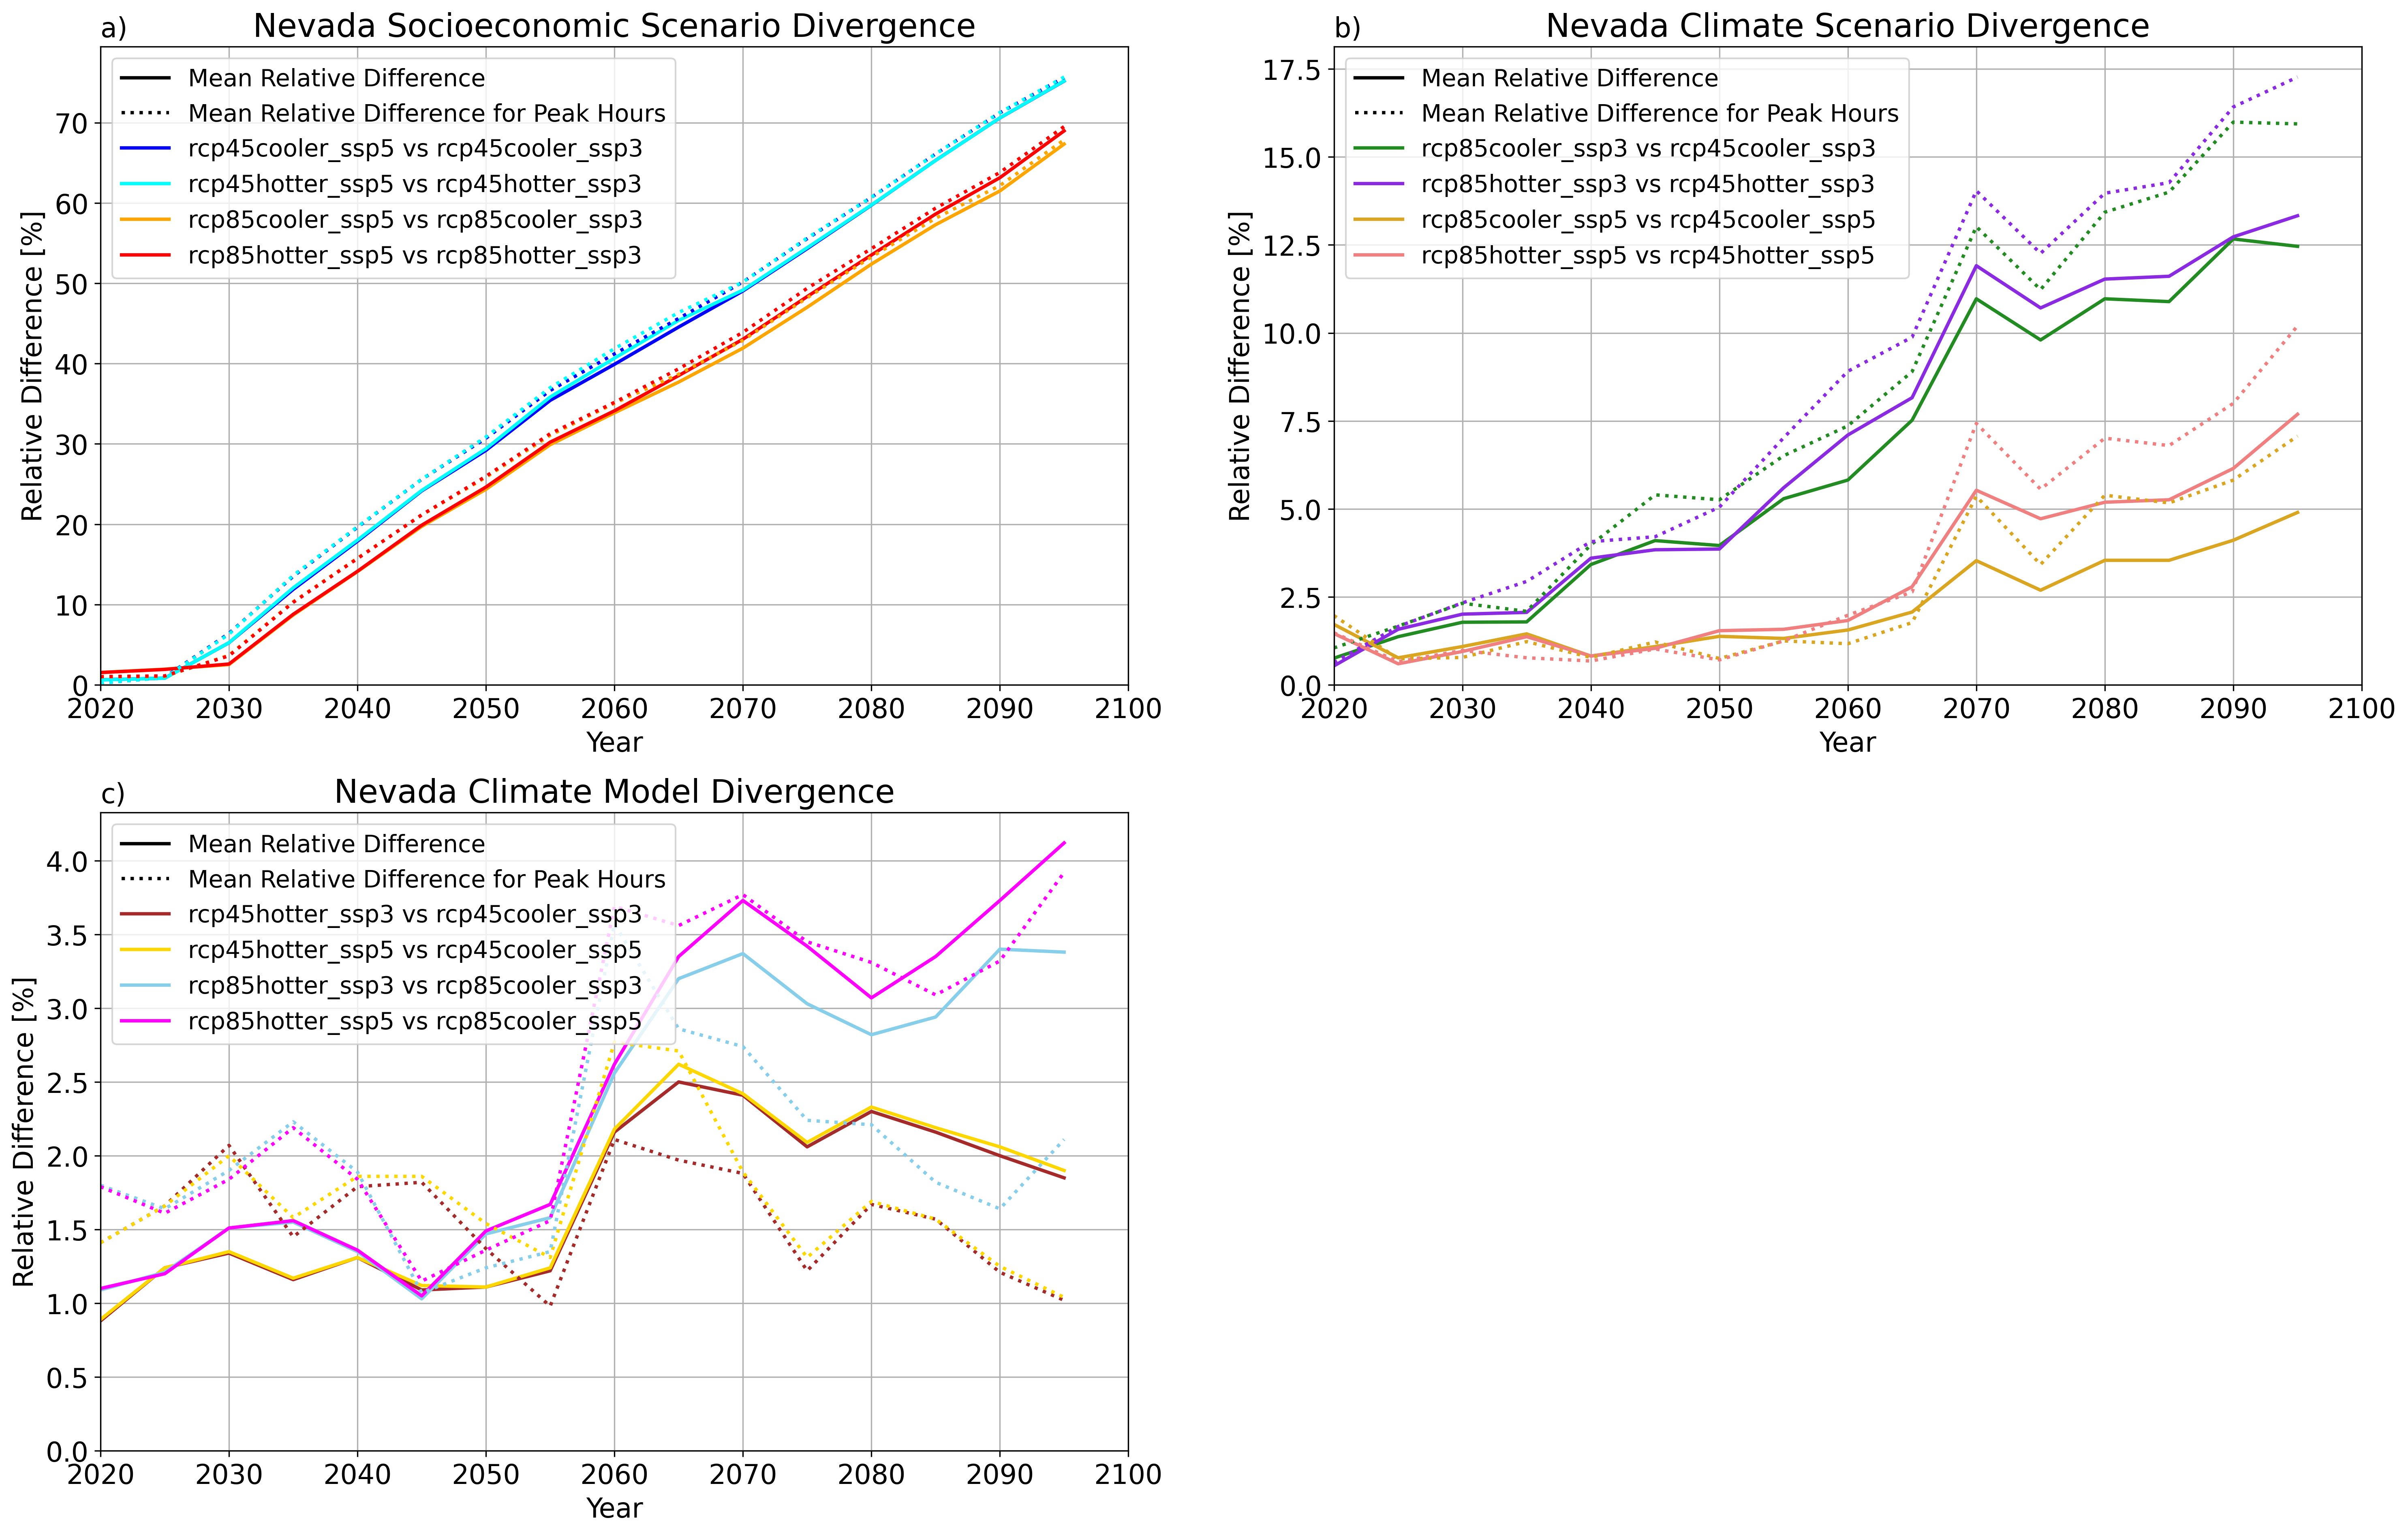 a)
Nevada Socioeconomic Scenario Divergence
Mean Relative Difference
Mean Relative Difference for Peak Hours
rcp45cooler_ssp5 vs rcp45cooler_ssp3
rcp45hotter_ssp5 vs rcp45hotter_ssp3
rcp85cooler_ssp5 vs rcp85cooler_ssp3
rcp85hotter_ssp5 vs rcp85hotter_ssp3
Relative Difference [%]
70
60
50
40
30
20
10
0
2020 2030 2040 2050 2060 2070 2080 2090 2100
Year
b)
Nevada Climate Scenario Divergence
Mean Relative Difference
Mean Relative Difference for Peak Hours
rcp85cooler_ssp3 vs rcp45cooler_ssp3
rcp85hotter_ssp3 vs rcp45hotter_ssp3
rcp85cooler_ssp5 vs rcp45cooler_ssp5
rcp85hotter_ssp5 vs rcp45hotter_ssp5
Relative Difference [%]
17.5
15.0
12.5
10.0
7.5
5.0
2.5
0.0
2020 2030 2040 2050 2060 2070 2080 2090 2100
Year
c)
Nevada Climate Model Divergence
Mean Relative Difference
Mean Relative Difference for Peak Hours
rcp45hotter_ssp3 vs rcp45cooler_ssp3
rcp45hotter_ssp5 vs rcp45cooler_ssp5
rcp85hotter_ssp3 vs rcp85cooler_ssp3
rcp85hotter_ssp5 vs rcp85cooler_ssp5
Relative Difference [%]
4.0
3.5
3.0
2.5
2.0
1.5
1.0
0.5
0.0
2020 2030 2040 2050 2060 2070 2080 2090 2100
Year